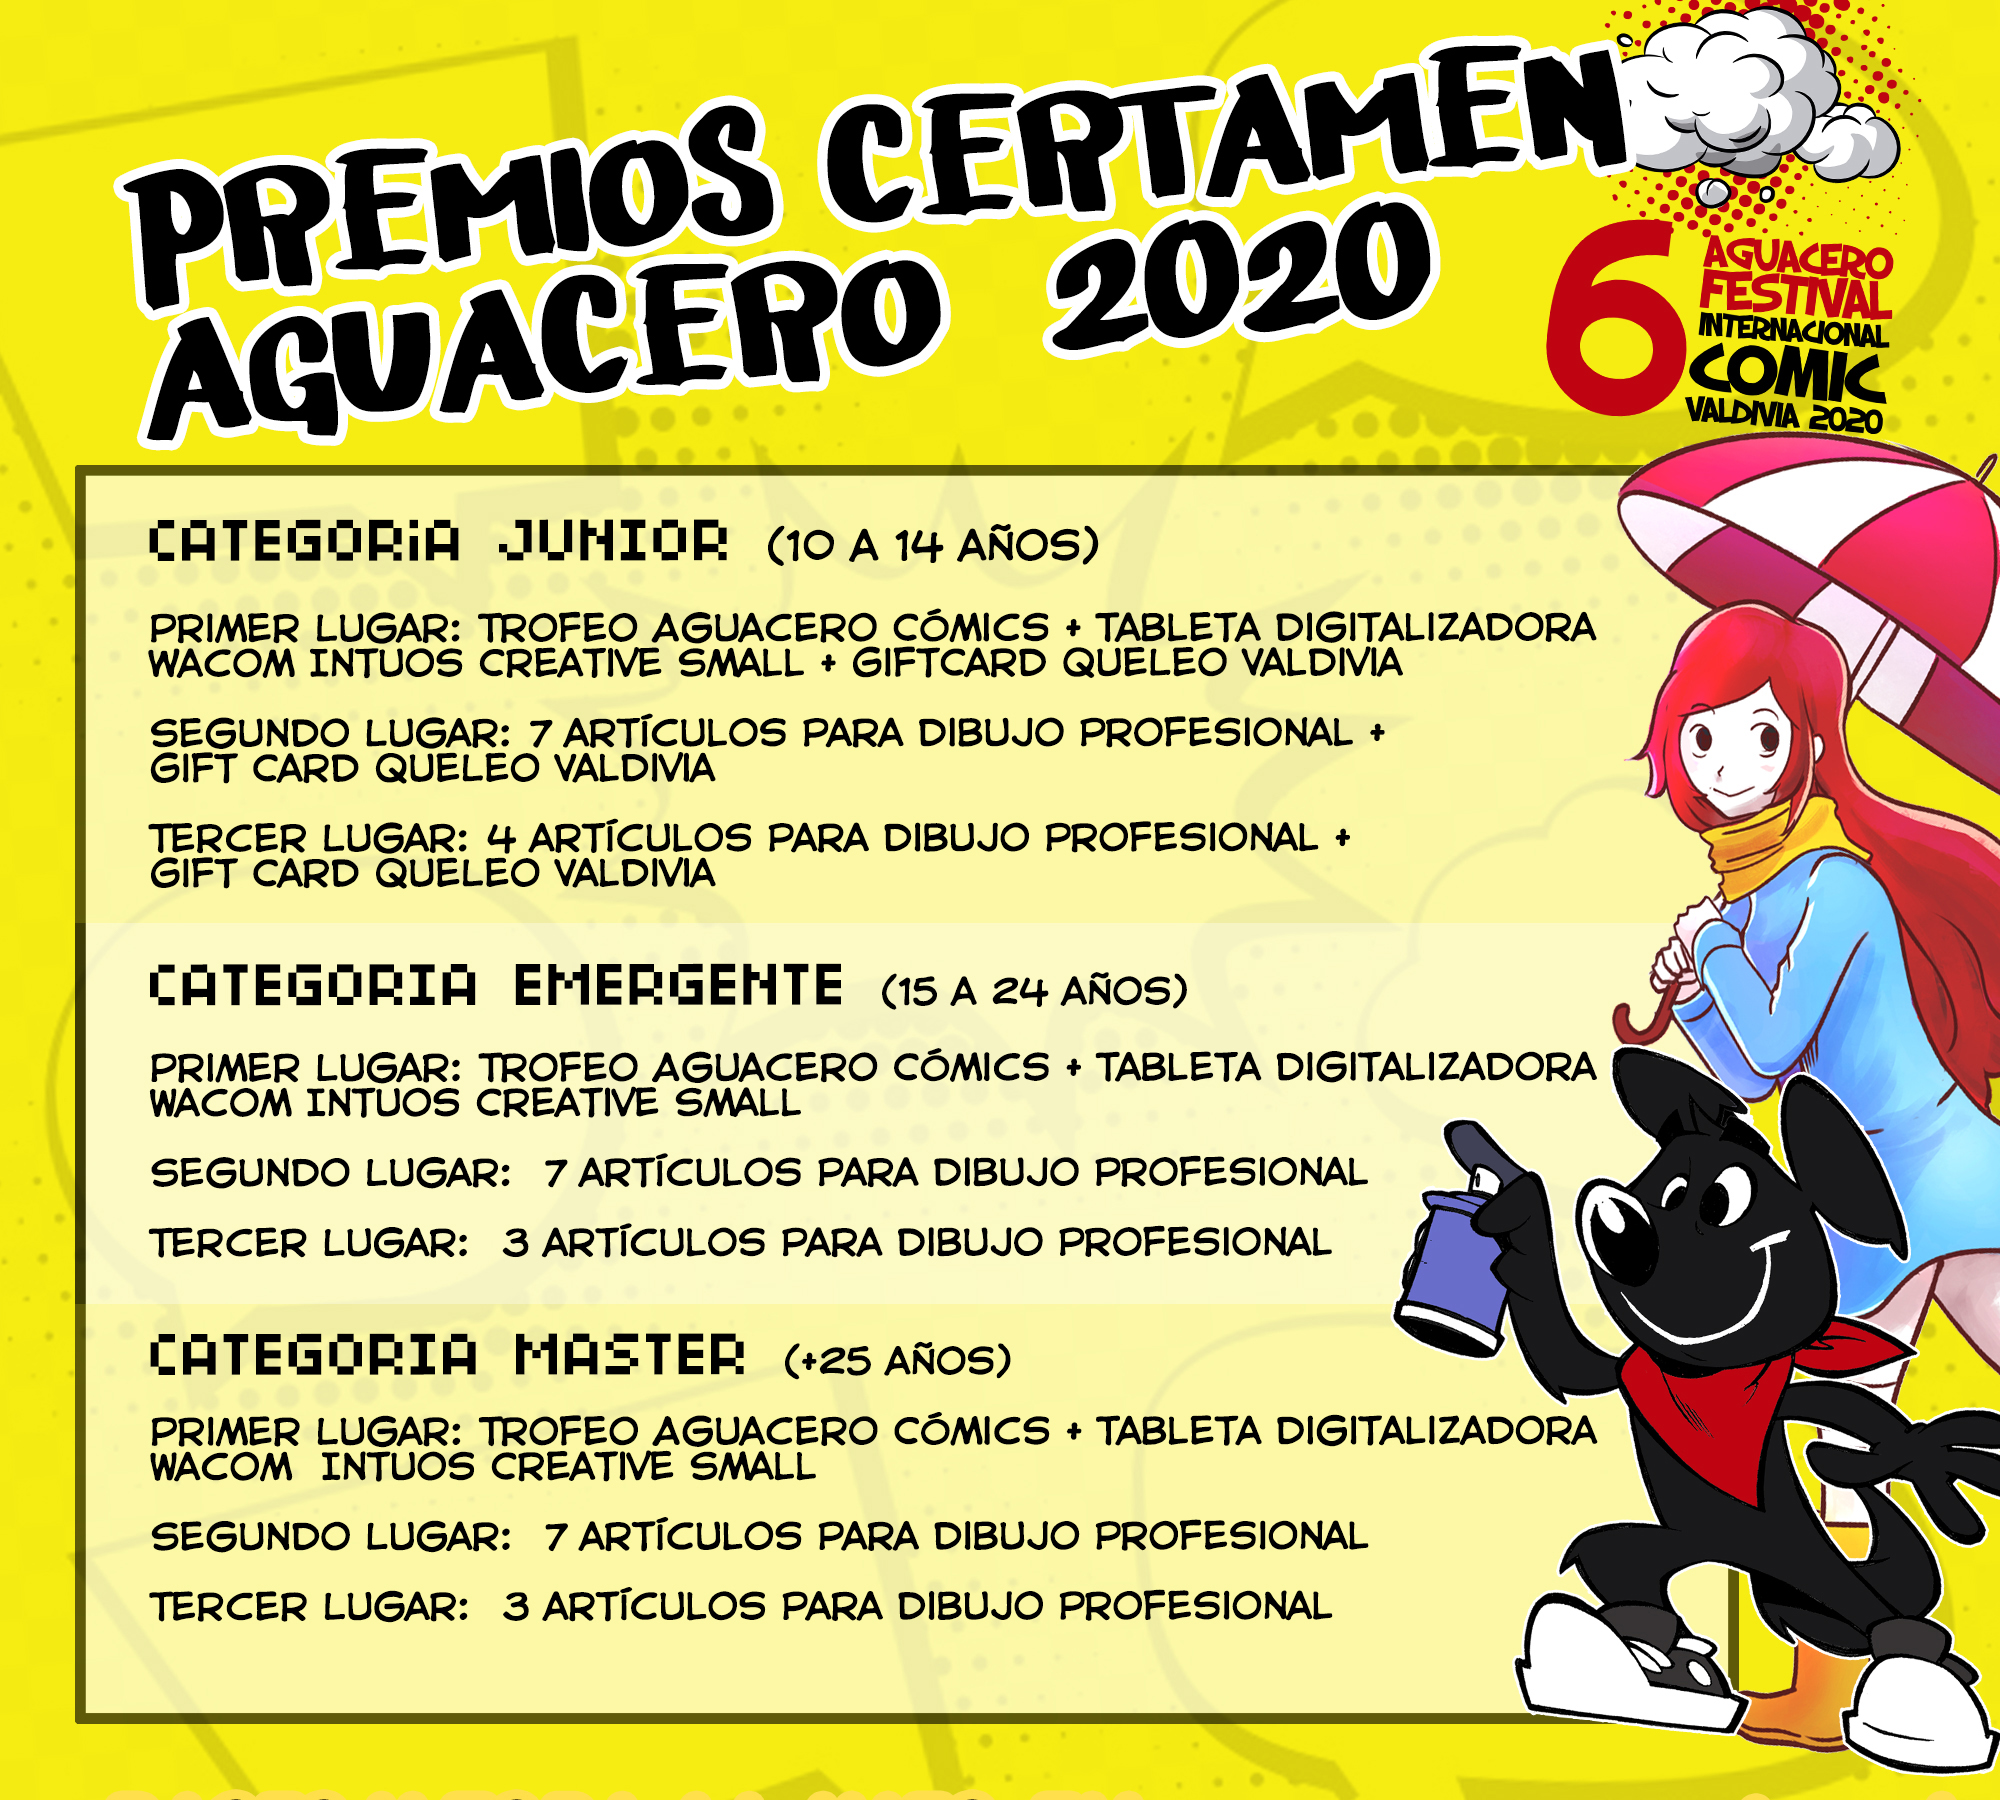 PREMIOS CERTAMEN
AGUACERO 2020
6
AGUACERO
FESTIVAL
INTERNACIONAL
COMIC
VALDIVIA 2020
CATEGORiA JUNIOR (10 A 14 AÑOS)
PRIMER LUGAR: TROFEO AGUACERO CÓMICS + TABLETA DIGITALIZADORA
WACOM INTUOS CREATIVE SMALL + GIFTCARD QUELEO VALDIVIA
SEGUNDO LUGAR: 7 ARTÍCULOS PARA DIBUJO PROFESIONAL +
GIFT CARD QUELEO VALDIVIA
TERCER LUGAR: 4 ARTÍCULOS PARA DIBUJO PROFESIONAL +
GIFT CARD QUELEO VALDIVIA
CATEGORIA EMERGENTE (15 A 24 AÑOS)
PRIMER LUGAR: TROFEO AGUACERO CÓMICS + TABLETA DIGITALIZADORA
WACOM INTUOS CREATIVE SMALL
SEGUNDO LUGAR: 7 ARTÍCULOS PARA DIBUJO PROFESIONAL
TERCER LUGAR: 3 ARTÍCULOS PARA DIBUJO PROFESIONAL
CATEGORIA MASTER (+25 AÑOS)
PRIMER LUGAR: TROFEO AGUACERO CÓMICS + TABLETA DIGITALIZADORA
WACOM INTUOS CREATIVE SMALL
SEGUNDO LUGAR: 7 ARTÍCULOS PARA DIBUJO PROFESIONAL
TERCER LUGAR: 3 ARTÍCULOS PARA DIBUJO PROFESIONAL